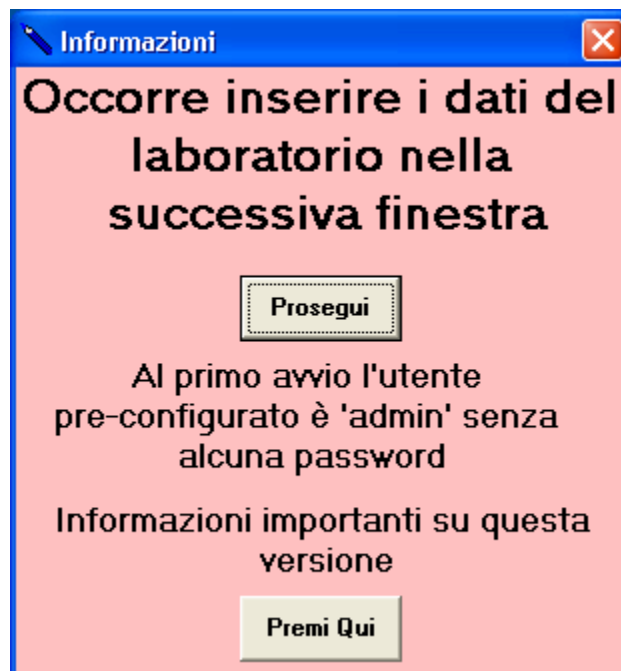 Informazioni
Occorre inserire i dati del
laboratorio nella
successiva finestra
Prosegui
Al primo avvio l'utente
pre-configurato è 'admin' senza
alcuna password
Informazioni importanti su questa
versione
Premi Qui